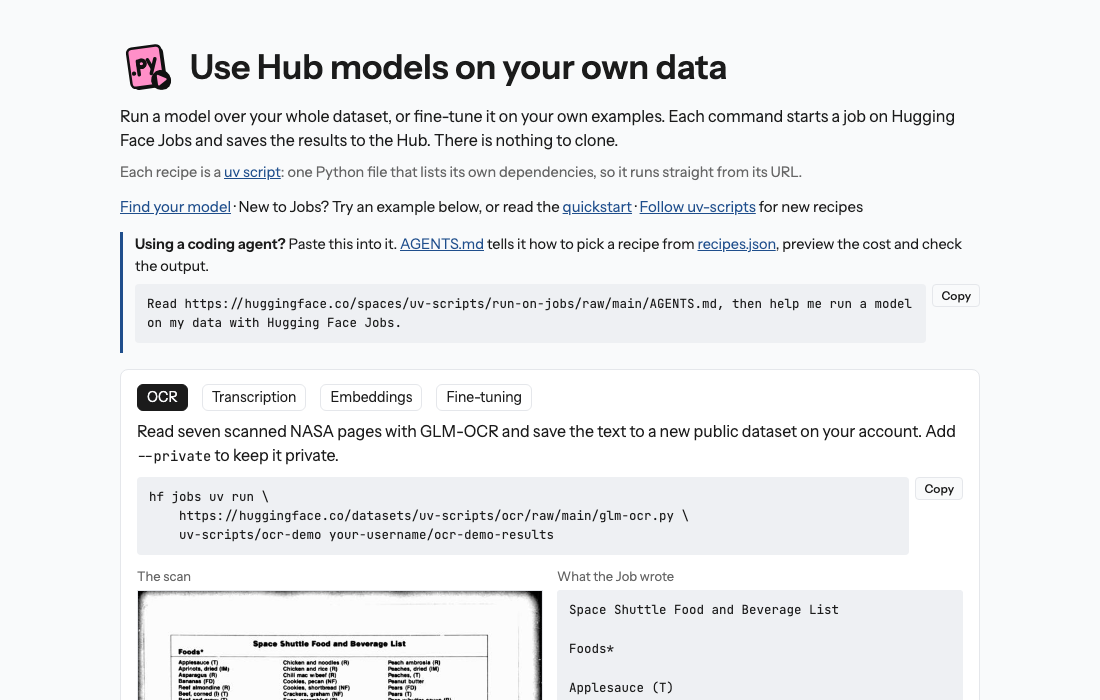 .PY
Use Hub models on your own data
Run a model over your whole dataset, or fine-tune it on your own examples. Each command starts a job on Hugging
Face Jobs and saves the results to the Hub. There is nothing to clone.
Each recipe is a uv script: one Python file that lists its own dependencies, so it runs straight from its URL.
Find your model · New to Jobs? Try an example below, or read the quickstart · Follow uv-scripts for new recipes
Using a coding agent? Paste this into it. AGENTS.md tells it how to pick a recipe from recipes.json, preview the cost and check
the output.
Read https://huggingface.co/spaces/uv-scripts/run-on-jobs/raw/main/AGENTS.md, then help me run a model
on my data with Hugging Face Jobs.
Copy
OCR Transcription Embeddings Fine-tuning
Read seven scanned NASA pages with GLM-OCR and save the text to a new public dataset on your account. Add
--private to keep it private.
hf jobs uv run \
https://huggingface.co/datasets/uv-scripts/ocr/raw/main/glm-ocr.py \
uv-scripts/ocr-demo your-username/ocr-demo-results
Copy
The scan
Space Shuttle Food and Beverage List
Foods*
Applesauce (T) Chicken and noodles (R) Peach ambrosia (R)
Apricots, dried (IM) Chicken and rice (R) Peaches, dried (IM)
Asparagus (R) Chili mac w/beef (R) Peaches, (T)
Bananas (FD) Cookies, pecan (NF) Peanut butter
Beef almondine (R) Cookies, shortbread (NF) Pears (FD)
Beef, corned (I) (T) Crackers, graham (NF) Pears (T)
What the Job wrote
Space Shuttle Food and Beverage List
Foods*
Applesauce (T)